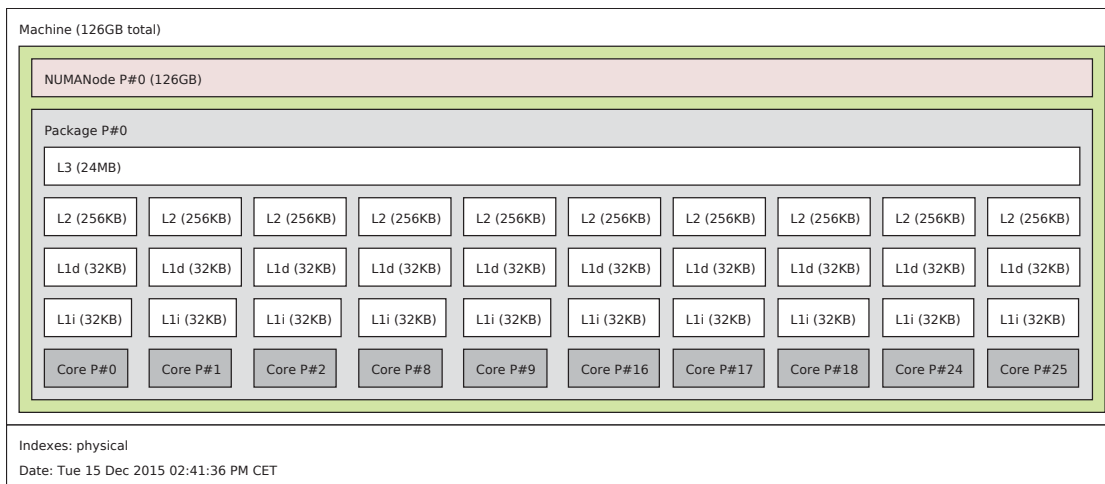 Machine (126GB total)
NUMANode P#0 (126GB)
Package P#0
L3 (24MB)
L2 (256KB) L2 (256KB) L2 (256KB) L2 (256KB) L2 (256KB) L2 (256KB) L2 (256KB) L2 (256KB) L2 (256KB) L2 (256KB)
L1d (32KB) L1d (32KB) L1d (32KB) L1d (32KB) L1d (32KB) L1d (32KB) L1d (32KB) L1d (32KB) L1d (32KB) L1d (32KB)
L1i (32KB) L1i (32KB) L1i (32KB) L1i (32KB) L1i (32KB) L1i (32KB) L1i (32KB) L1i (32KB) L1i (32KB) L1i (32KB)
Core P#0 Core P#1 Core P#2 Core P#8 Core P#9 Core P#16 Core P#17 Core P#18 Core P#24 Core P#25
Indexes: physical
Date: Tue 15 Dec 2015 02:41:36 PM CET